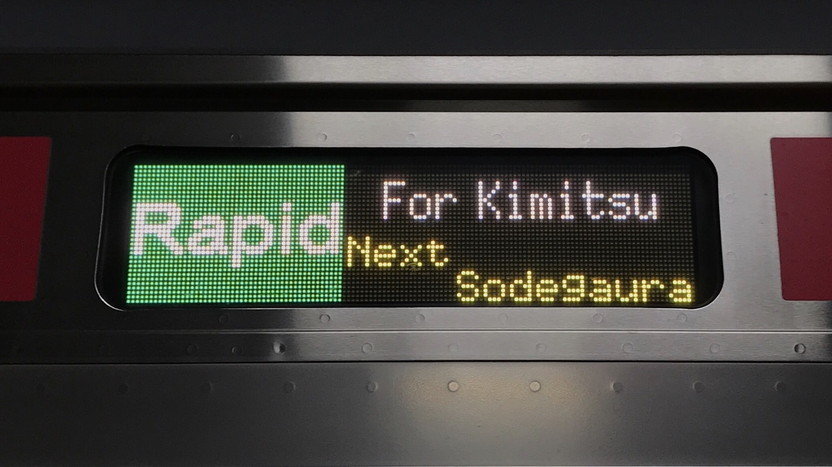 Rapid
For Kimitsu
Next
Sodegaura